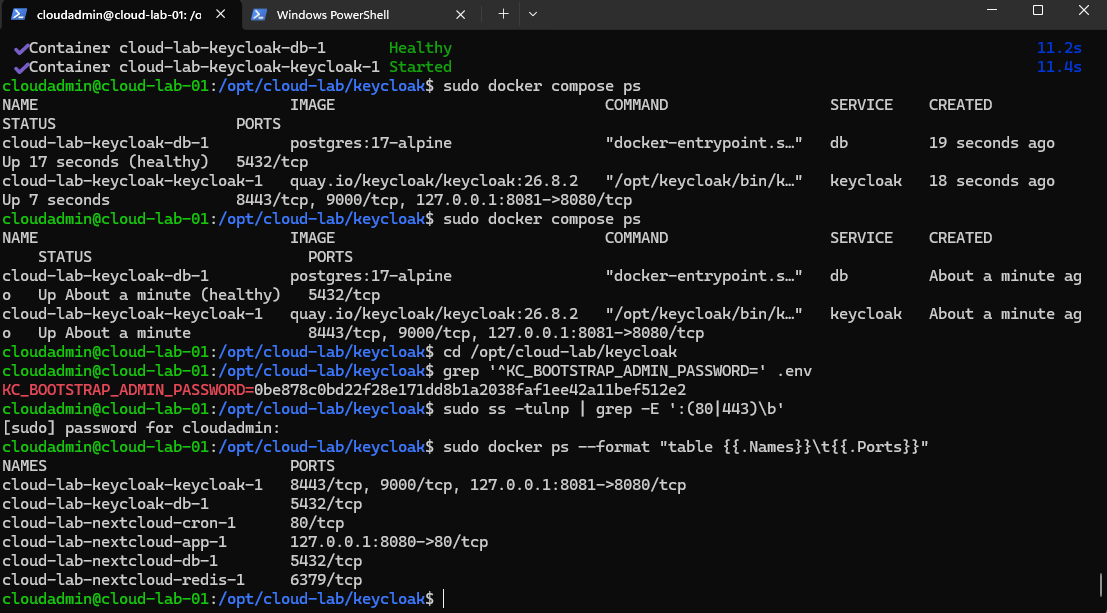 cloudadmin@cloud-lab-01: /o
Windows PowerShell
Container cloud-lab-keycloak-db-1 Healthy 11.2s
Container cloud-lab-keycloak-keycloak-1 Started 11.4s
cloudadmin@cloud-lab-01:/opt/cloud-lab/keycloak$ sudo docker compose ps
NAME IMAGE COMMAND SERVICE CREATED
STATUS PORTS
cloud-lab-keycloak-db-1 postgres:17-alpine "docker-entrypoint.s…" db 19 seconds ago
Up 17 seconds (healthy) 5432/tcp
cloud-lab-keycloak-keycloak-1 quay.io/keycloak/keycloak:26.8.2 "/opt/keycloak/bin/k…" keycloak 18 seconds ago
Up 7 seconds 8443/tcp, 9000/tcp, 127.0.0.1:8081->8080/tcp
cloudadmin@cloud-lab-01:/opt/cloud-lab/keycloak$ sudo docker compose ps
NAME IMAGE COMMAND SERVICE CREATED
STATUS PORTS
cloud-lab-keycloak-db-1 postgres:17-alpine "docker-entrypoint.s…" db About a minute ag
o Up About a minute (healthy) 5432/tcp
cloud-lab-keycloak-keycloak-1 quay.io/keycloak/keycloak:26.8.2 "/opt/keycloak/bin/k…" keycloak About a minute ag
o Up About a minute 8443/tcp, 9000/tcp, 127.0.0.1:8081->8080/tcp
cloudadmin@cloud-lab-01:/opt/cloud-lab/keycloak$ cd /opt/cloud-lab/keycloak
cloudadmin@cloud-lab-01:/opt/cloud-lab/keycloak$ grep '^KC_BOOTSTRAP_ADMIN_PASSWORD=' .env
KC_BOOTSTRAP_ADMIN_PASSWORD=0be878c0bd22f28e171dd8b1a2038faf1ee42a11bef512e2
cloudadmin@cloud-lab-01:/opt/cloud-lab/keycloak$ sudo ss -tulnp | grep -E ':(80|443)\b'
[sudo] password for cloudadmin:
cloudadmin@cloud-lab-01:/opt/cloud-lab/keycloak$ sudo docker ps --format "table {{.Names}}\t{{.Ports}}"
NAMES PORTS
cloud-lab-keycloak-keycloak-1 8443/tcp, 9000/tcp, 127.0.0.1:8081->8080/tcp
cloud-lab-keycloak-db-1 5432/tcp
cloud-lab-nextcloud-cron-1 80/tcp
cloud-lab-nextcloud-app-1 127.0.0.1:8080->80/tcp
cloud-lab-nextcloud-db-1 5432/tcp
cloud-lab-nextcloud-redis-1 6379/tcp
cloudadmin@cloud-lab-01:/opt/cloud-lab/keycloak$